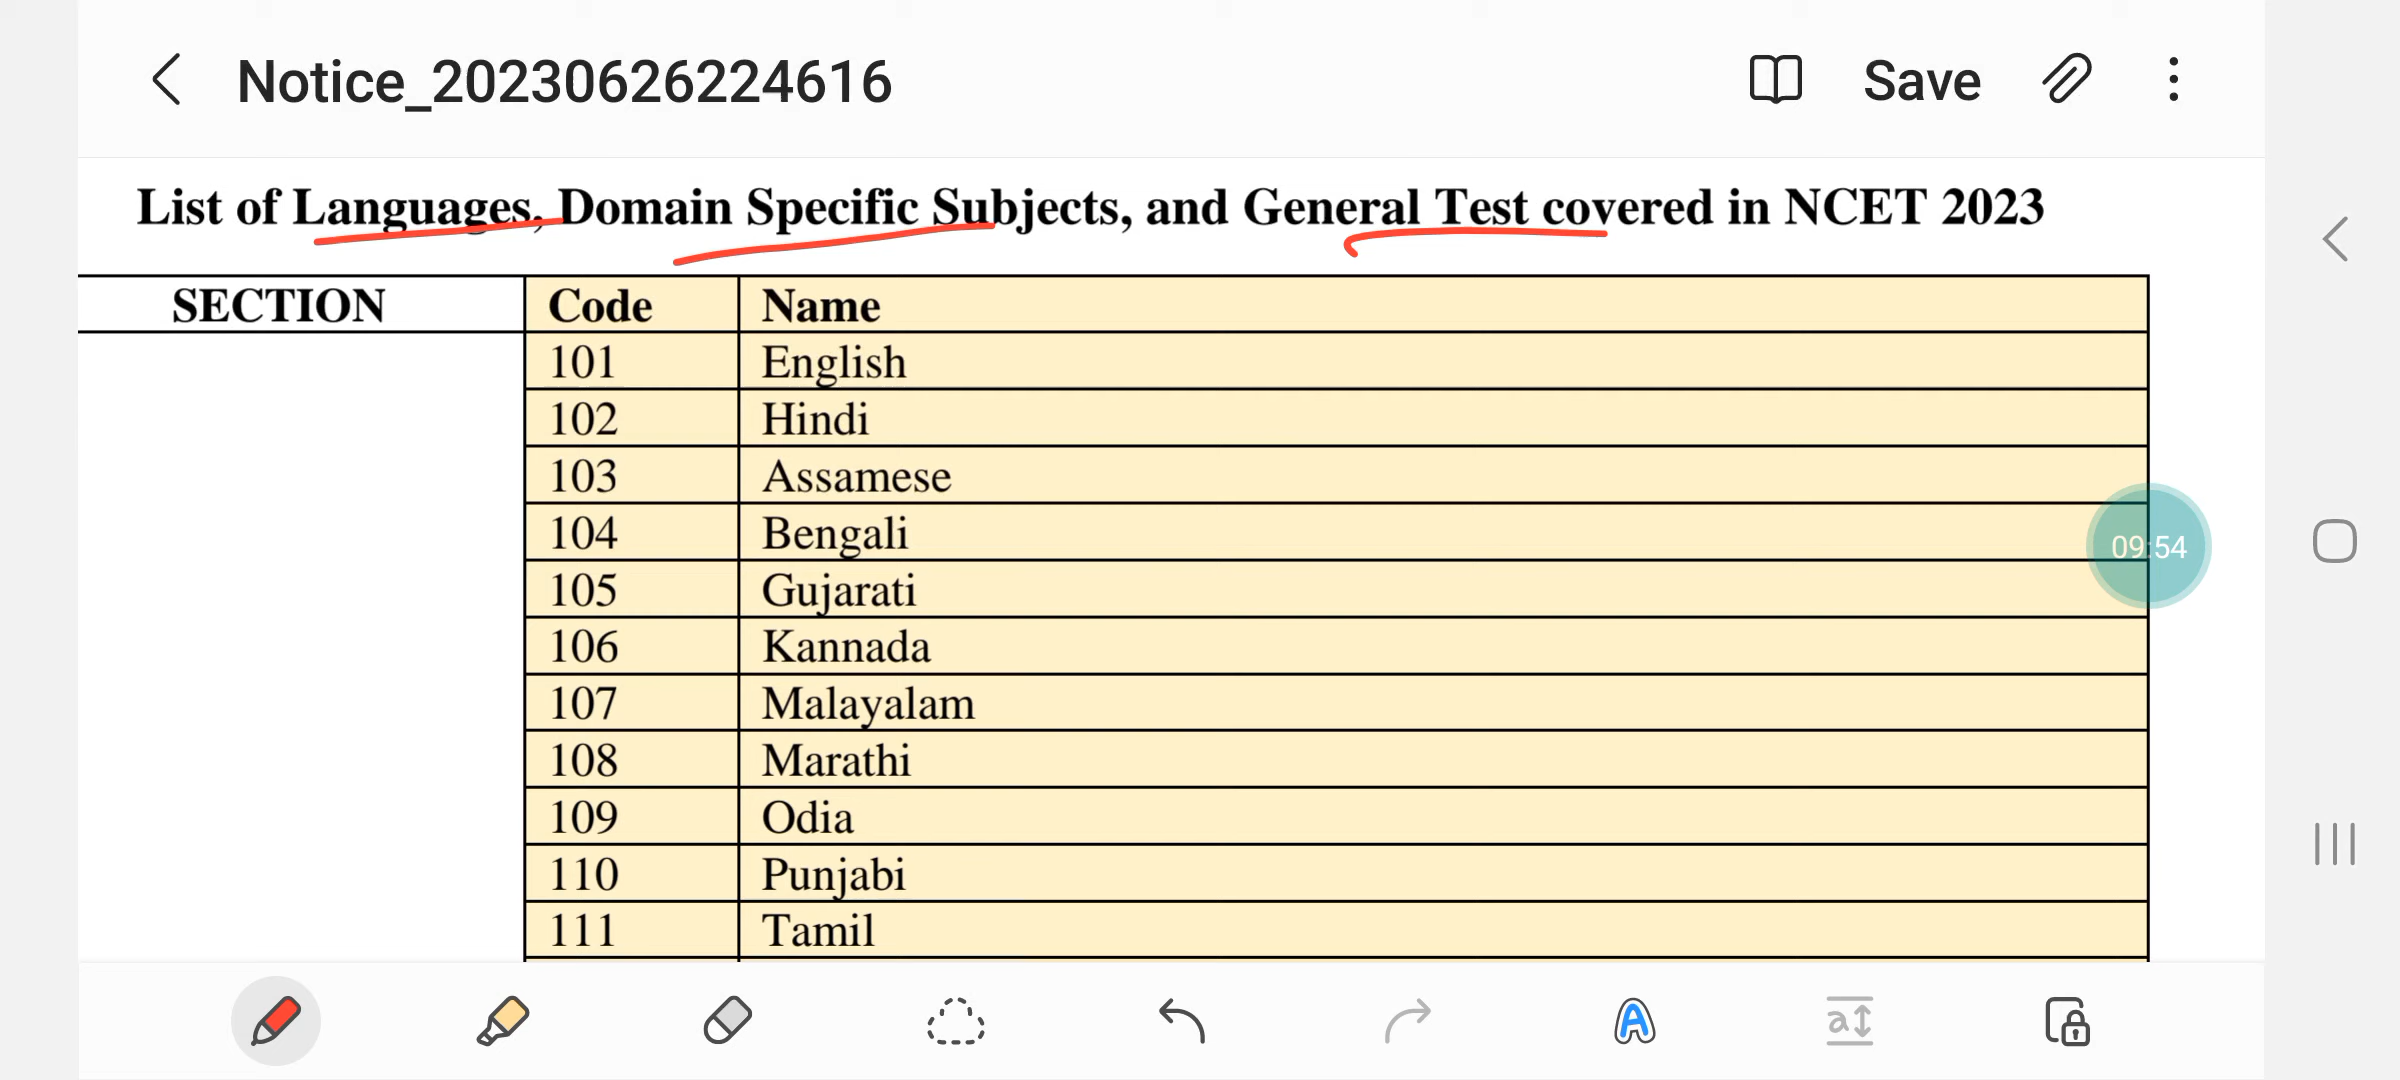 Notice_20230626224616 Save
List of Languages, Domain Specific Subjects, and General Test covered in NCET 2023
SECTION Code Name
101 English
102 Hindi
103 Assamese
104 Bengali
09:54
105 Gujarati
106 Kannada
107 Malayalam
108 Marathi
109 Odia
110 Punjabi
111 Tamil